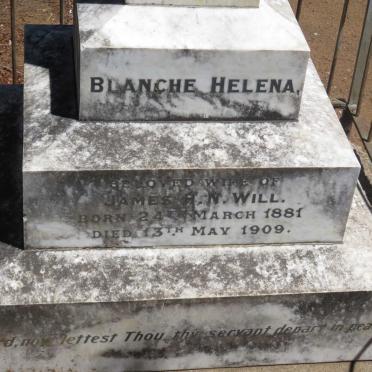 BLANCHE HELENA,
BELOVED WIFE OF
JAMES A. N. WILL.
BORN 24TH MARCH 1881
DIED 13TH MAY 1909.
now lettest Thou thy servant depart in